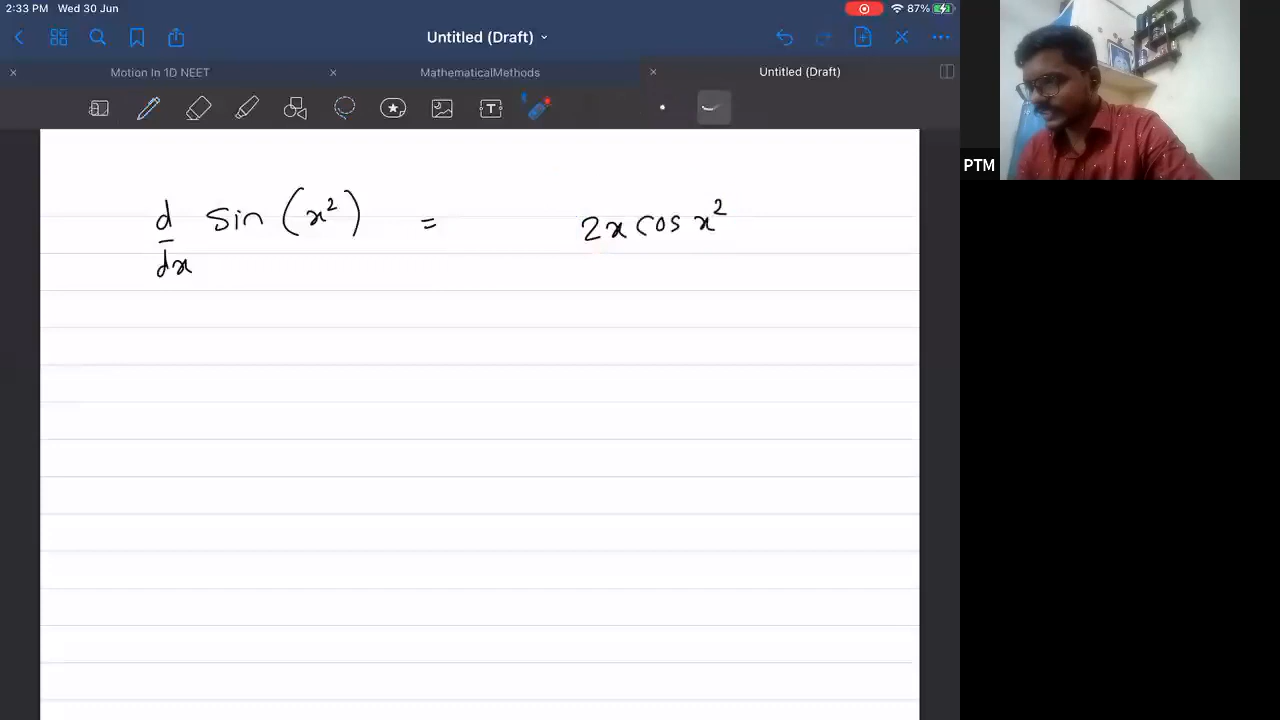 2:33 PM Wed 30 Jun 87%
Untitled (Draft)
Motion In 1D NEET MathematicalMethods Untitled (Draft)
T
PTM
d/dx sin (x²) = 2x cos x²